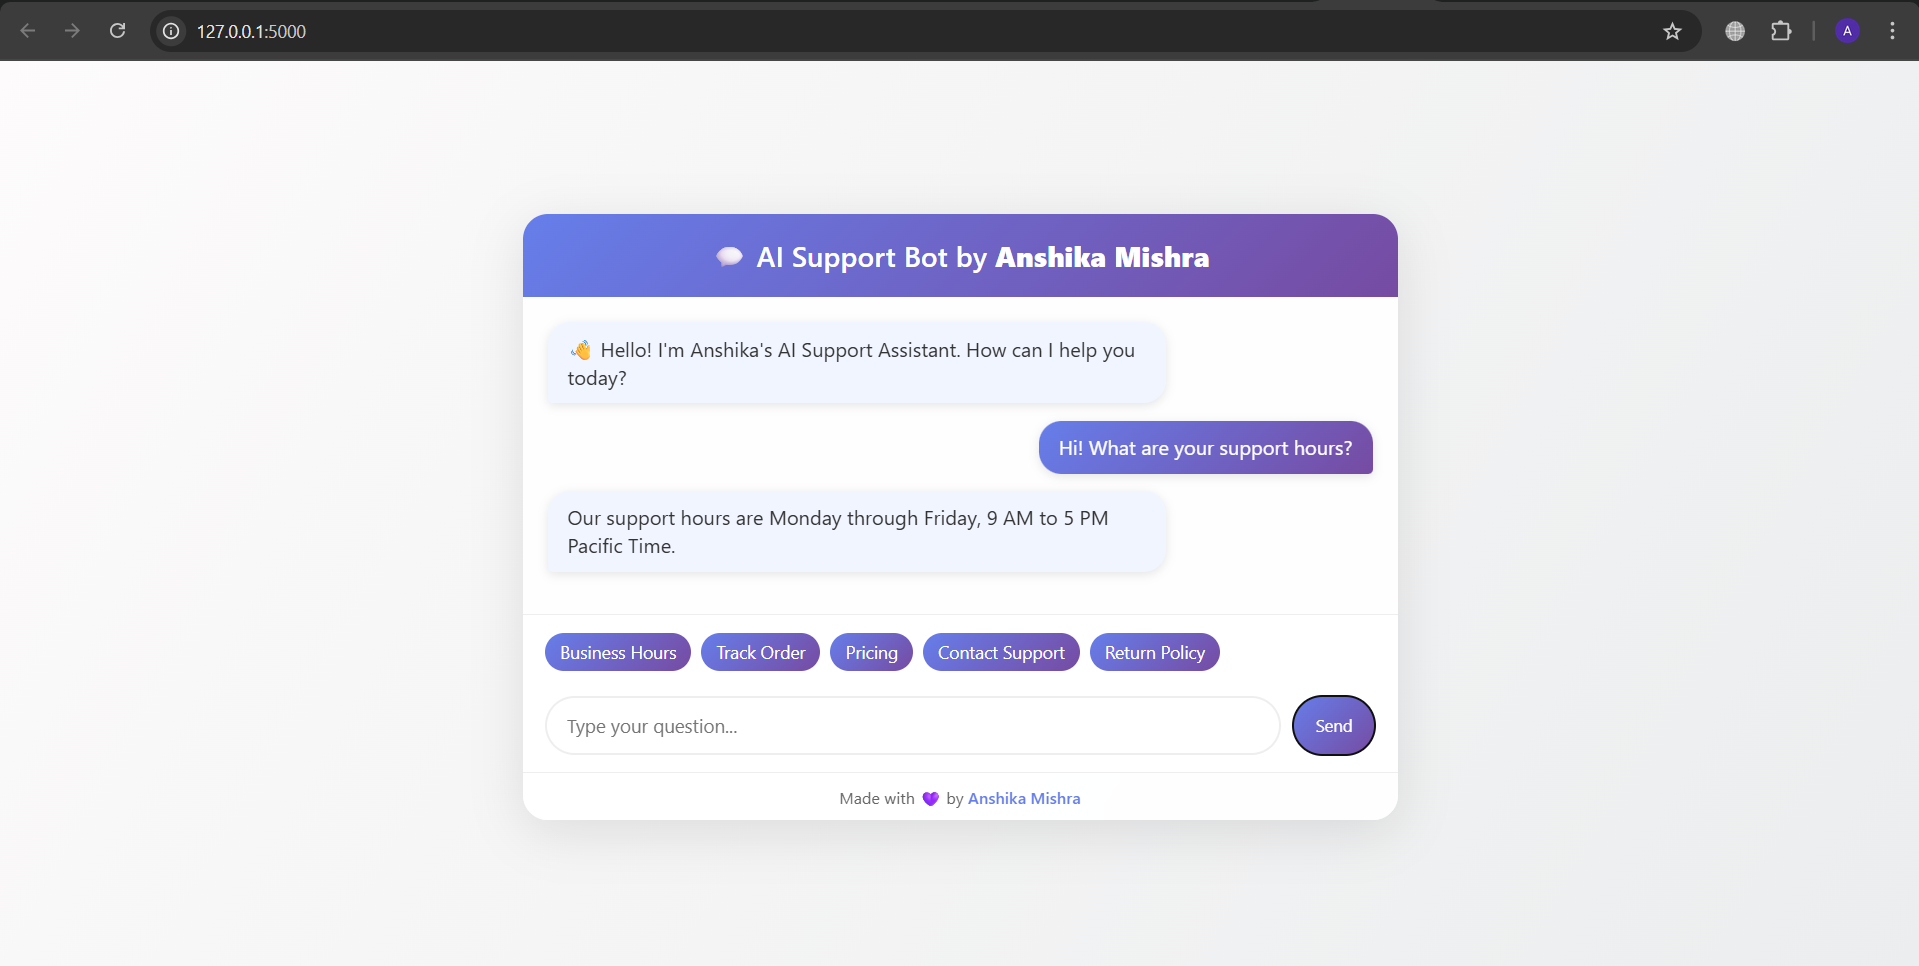 127.0.0.1:5000
A
💬 AI Support Bot by Anshika Mishra
👋 Hello! I'm Anshika's AI Support Assistant. How can I help you
today?
Hi! What are your support hours?
Our support hours are Monday through Friday, 9 AM to 5 PM
Pacific Time.
Business Hours Track Order Pricing Contact Support Return Policy
Type your question...
Send
Made with 💜 by Anshika Mishra